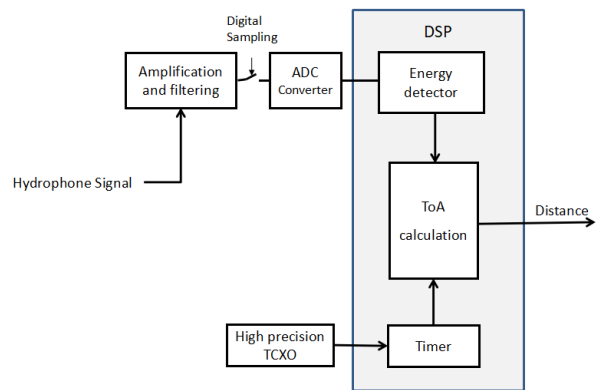 Digital
Sampling
DSP
Amplification
and filtering
ADC
Converter
Energy
detector
Hydrophone Signal
ToA
calculation
Distance
High precision
TCXO
Timer